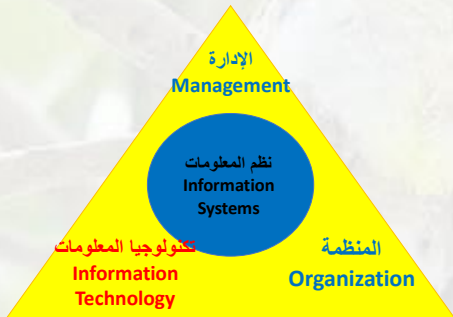 الإدارة
Management
نظم المعلومات
Information
Systems
تكنولوجيا المعلومات
Information
Technology
المنظمة
Organization